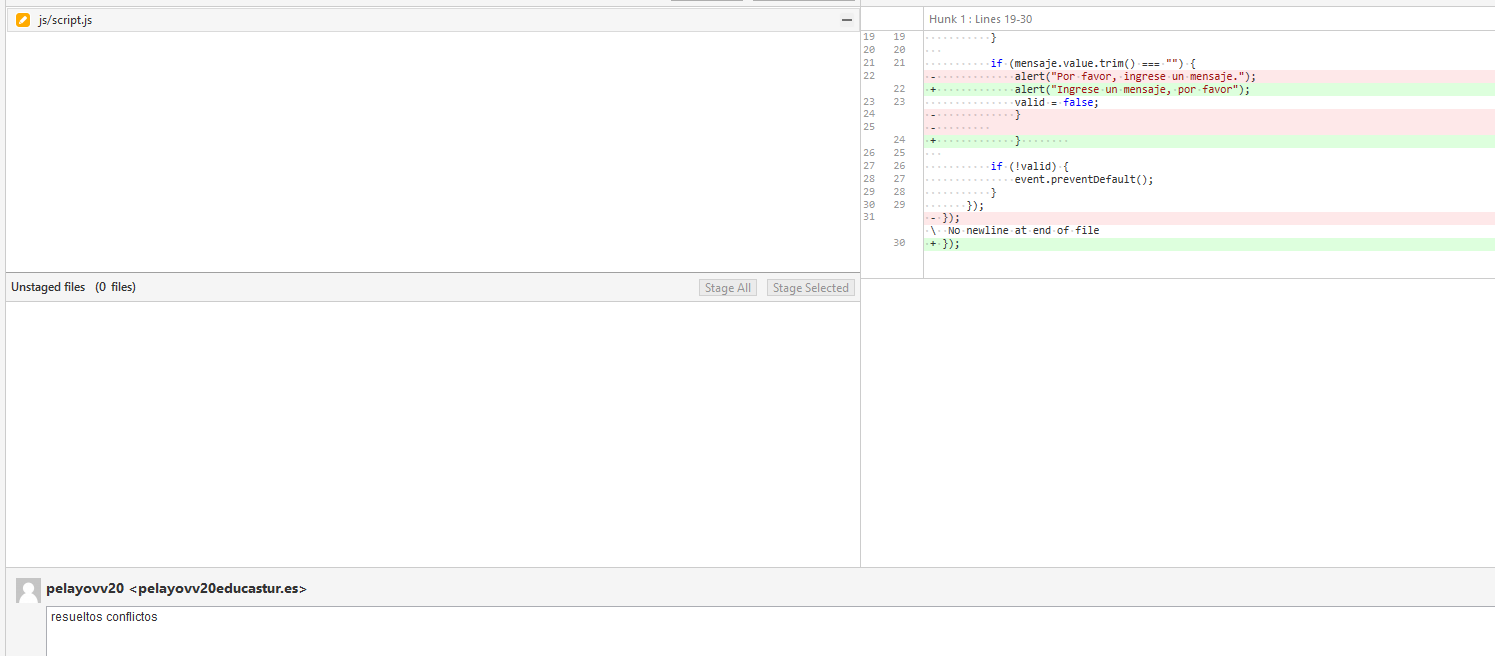 js/script.js
Hunk 1 : Lines 19-30
19 19 }
20 20
21 21 if (mensaje.value.trim() === "") {
22 - alert("Por favor, ingrese un mensaje.");
22 + alert("Ingrese un mensaje, por favor");
23 23 valid = false;
24 - }
25 -
24 + }
26 25
27 26 if (!valid) {
28 27 event.preventDefault();
29 28 }
30 29 });
31 - });
\ No newline at end of file
30 + });
Unstaged files (0 files)
Stage All
Stage Selected
pelayovv20 <pelayovv20educastur.es>
resueltos conflictos